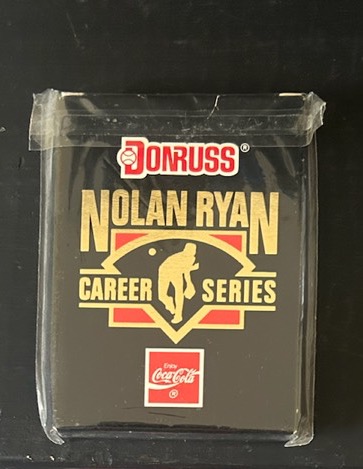 DONRUSS®
NOLAN RYAN
CAREER SERIES
Enjoy
Coca-Cola
®